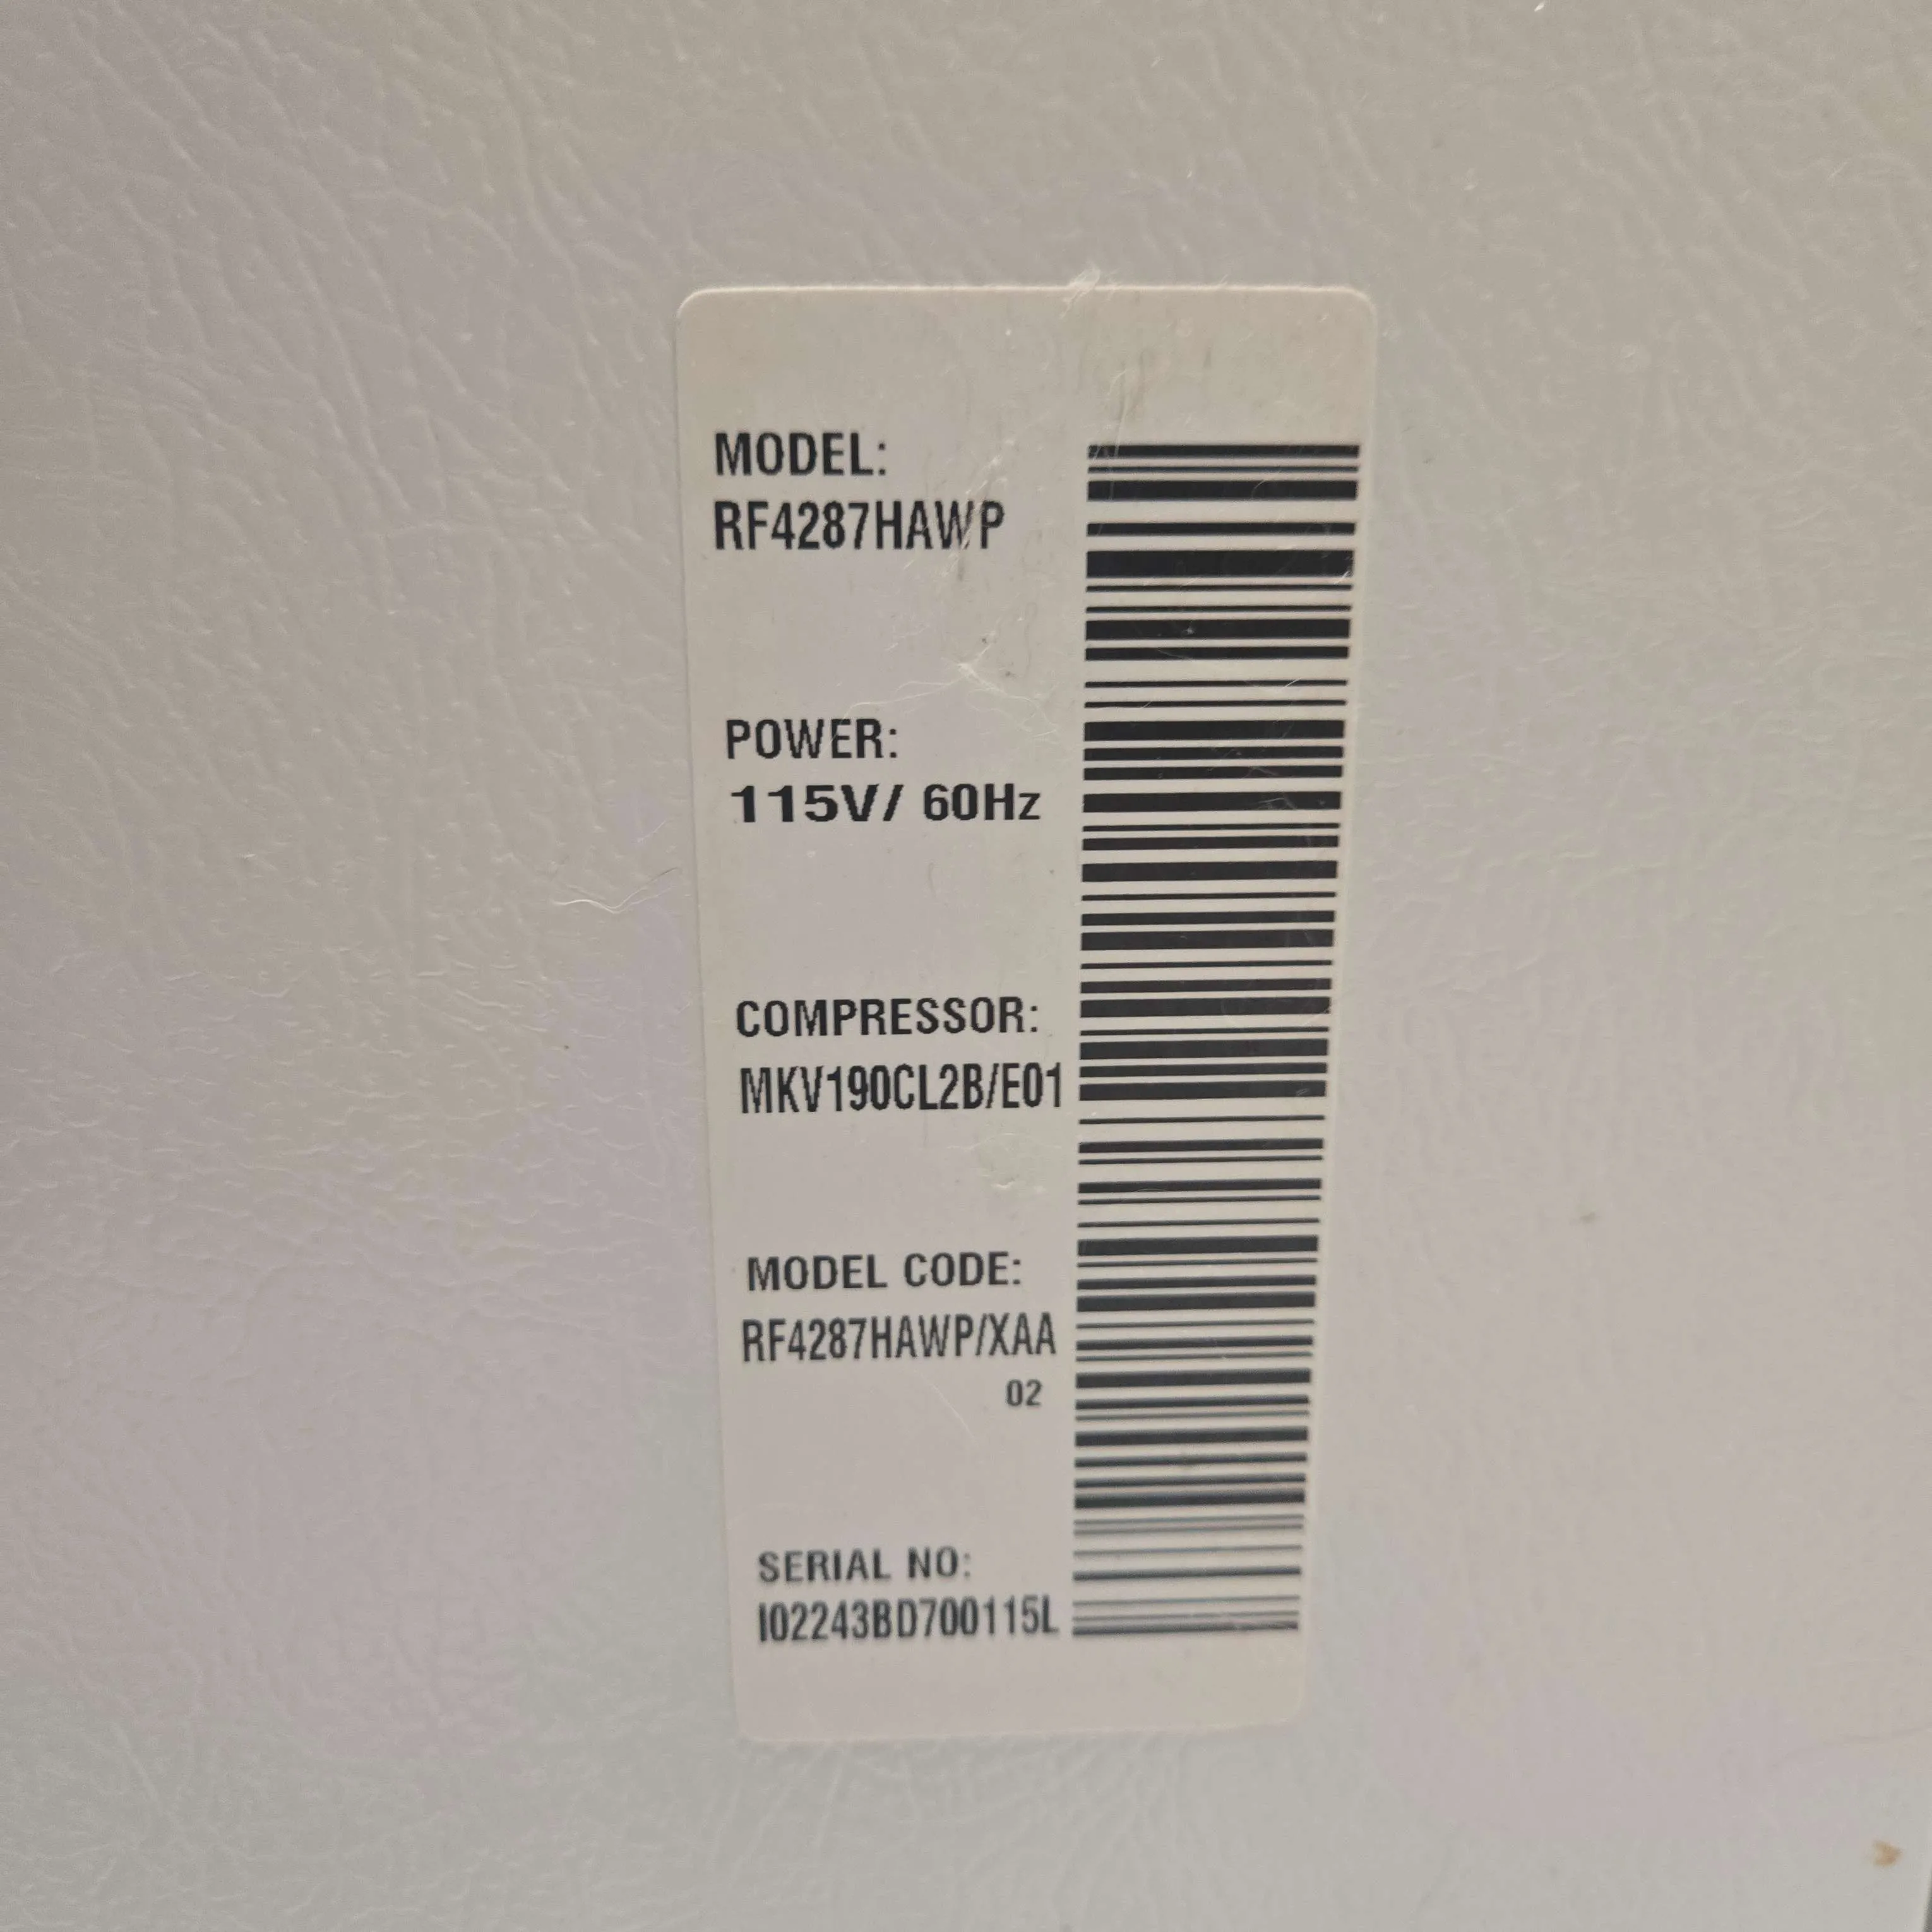 MODEL:
RF4287HAWP
POWER:
115V/ 60Hz
COMPRESSOR:
MKV190CL2B/E01
MODEL CODE:
RF4287HAWP/XAA
02
SERIAL NO:
I02243BD700115L